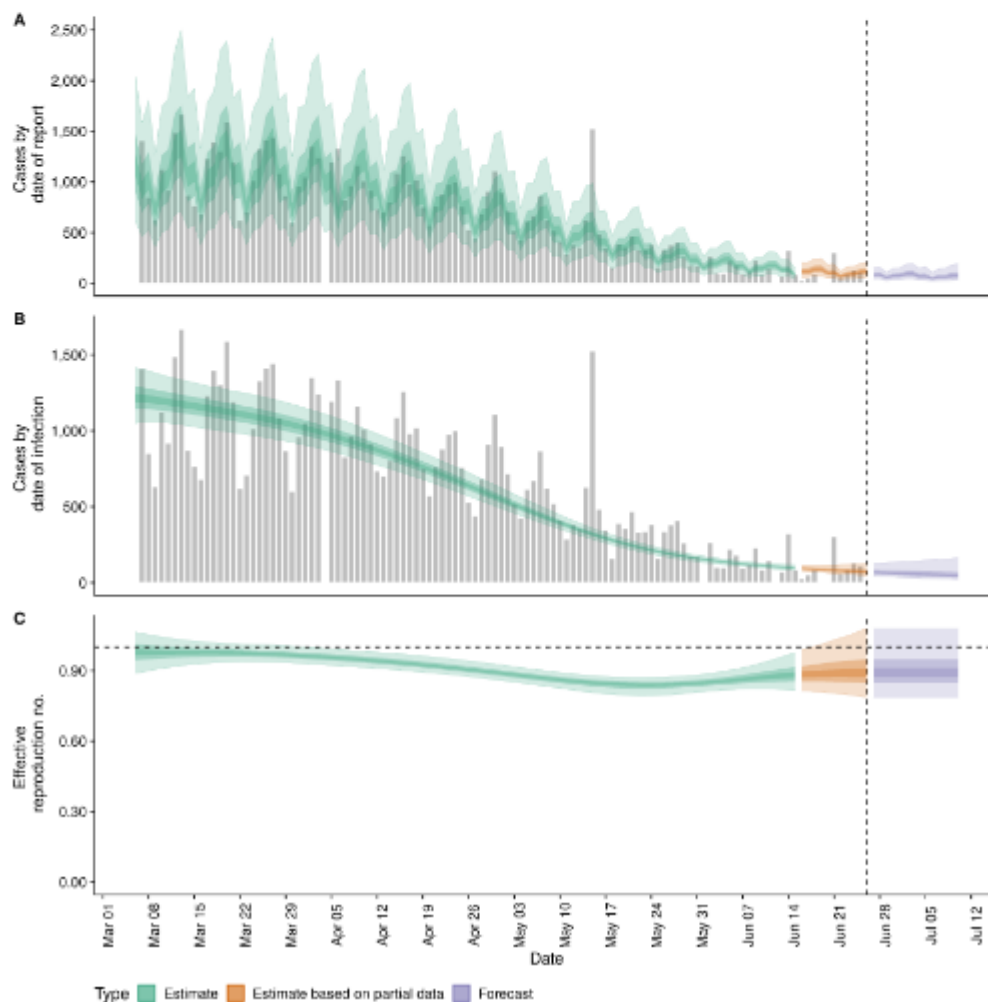 A
Cases by
date of report
2,500
2,000
1,500
1,000
500
0
B
Cases by
date of infection
1,500
1,000
500
0
C
Effective
reproduction no.
0.90
0.60
0.30
0.00
Mar 01
Mar 08
Mar 15
Mar 22
Mar 29
Apr 05
Apr 12
Apr 19
Apr 26
May 03
May 10
May 17
May 24
May 31
Jun 07
Jun 14
Jun 21
Jun 28
Jul 05
Jul 12
Date
Type Estimate Estimate based on partial data Forecast